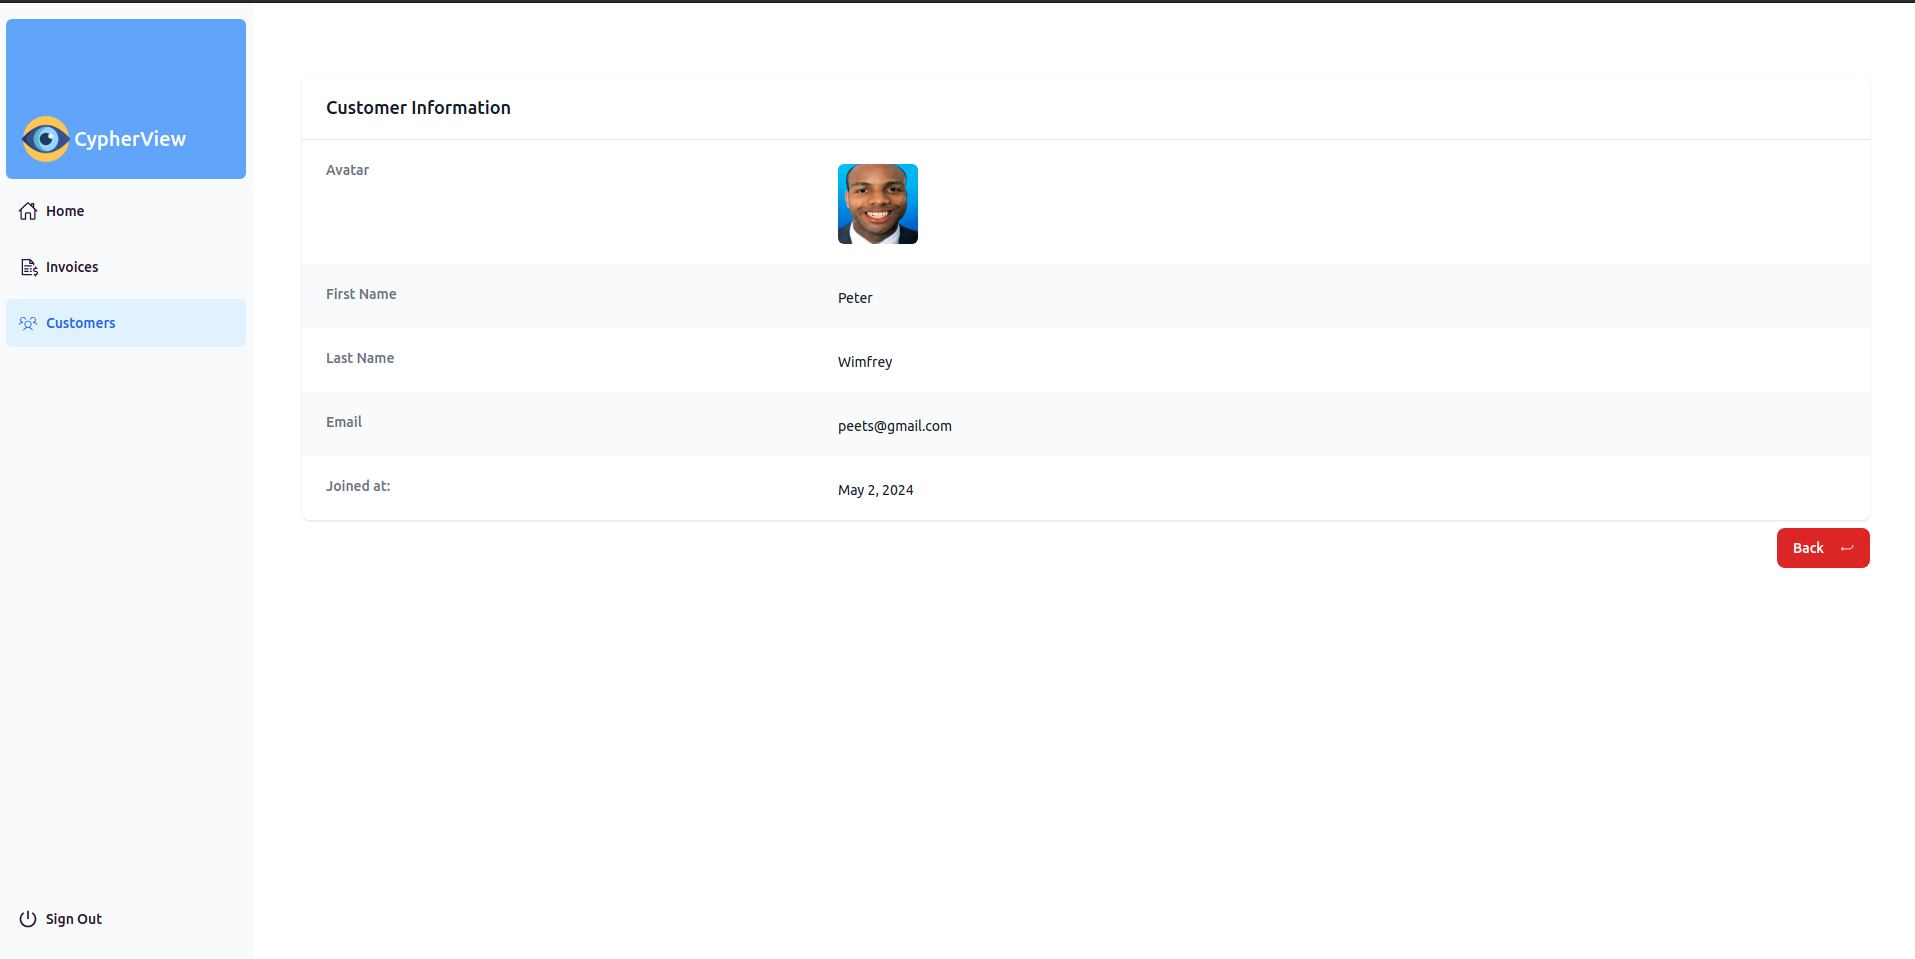 CypherView
Home
Invoices
Customers
Sign Out
Customer Information
Avatar
First Name Peter
Last Name Wimfrey
Email peets@gmail.com
Joined at: May 2, 2024
Back